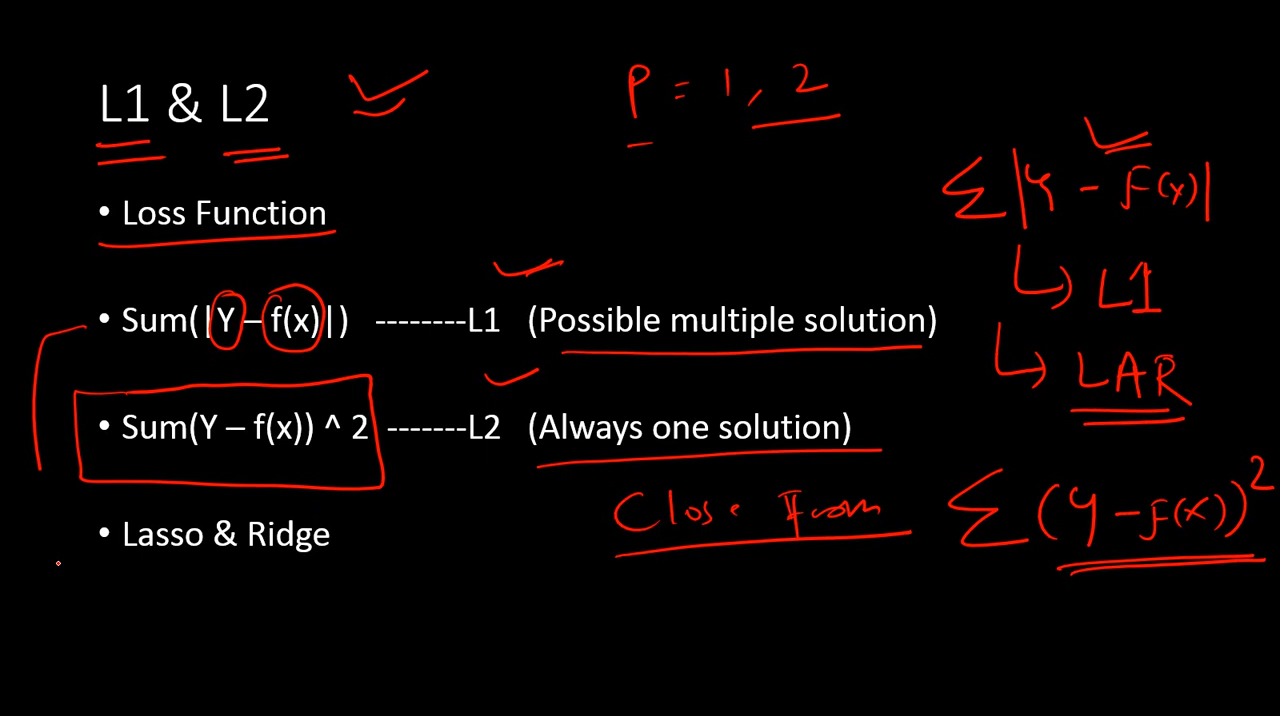 L1 & L2
P = 1, 2
• Loss Function
∑ |Y - F(x)|
• Sum(|Y – f(x)|) --------L1 (Possible multiple solution)
L1
LAR
• Sum(Y – f(x)) ^ 2 -------L2 (Always one solution)
Close From
∑ (Y - F(x))²
• Lasso & Ridge